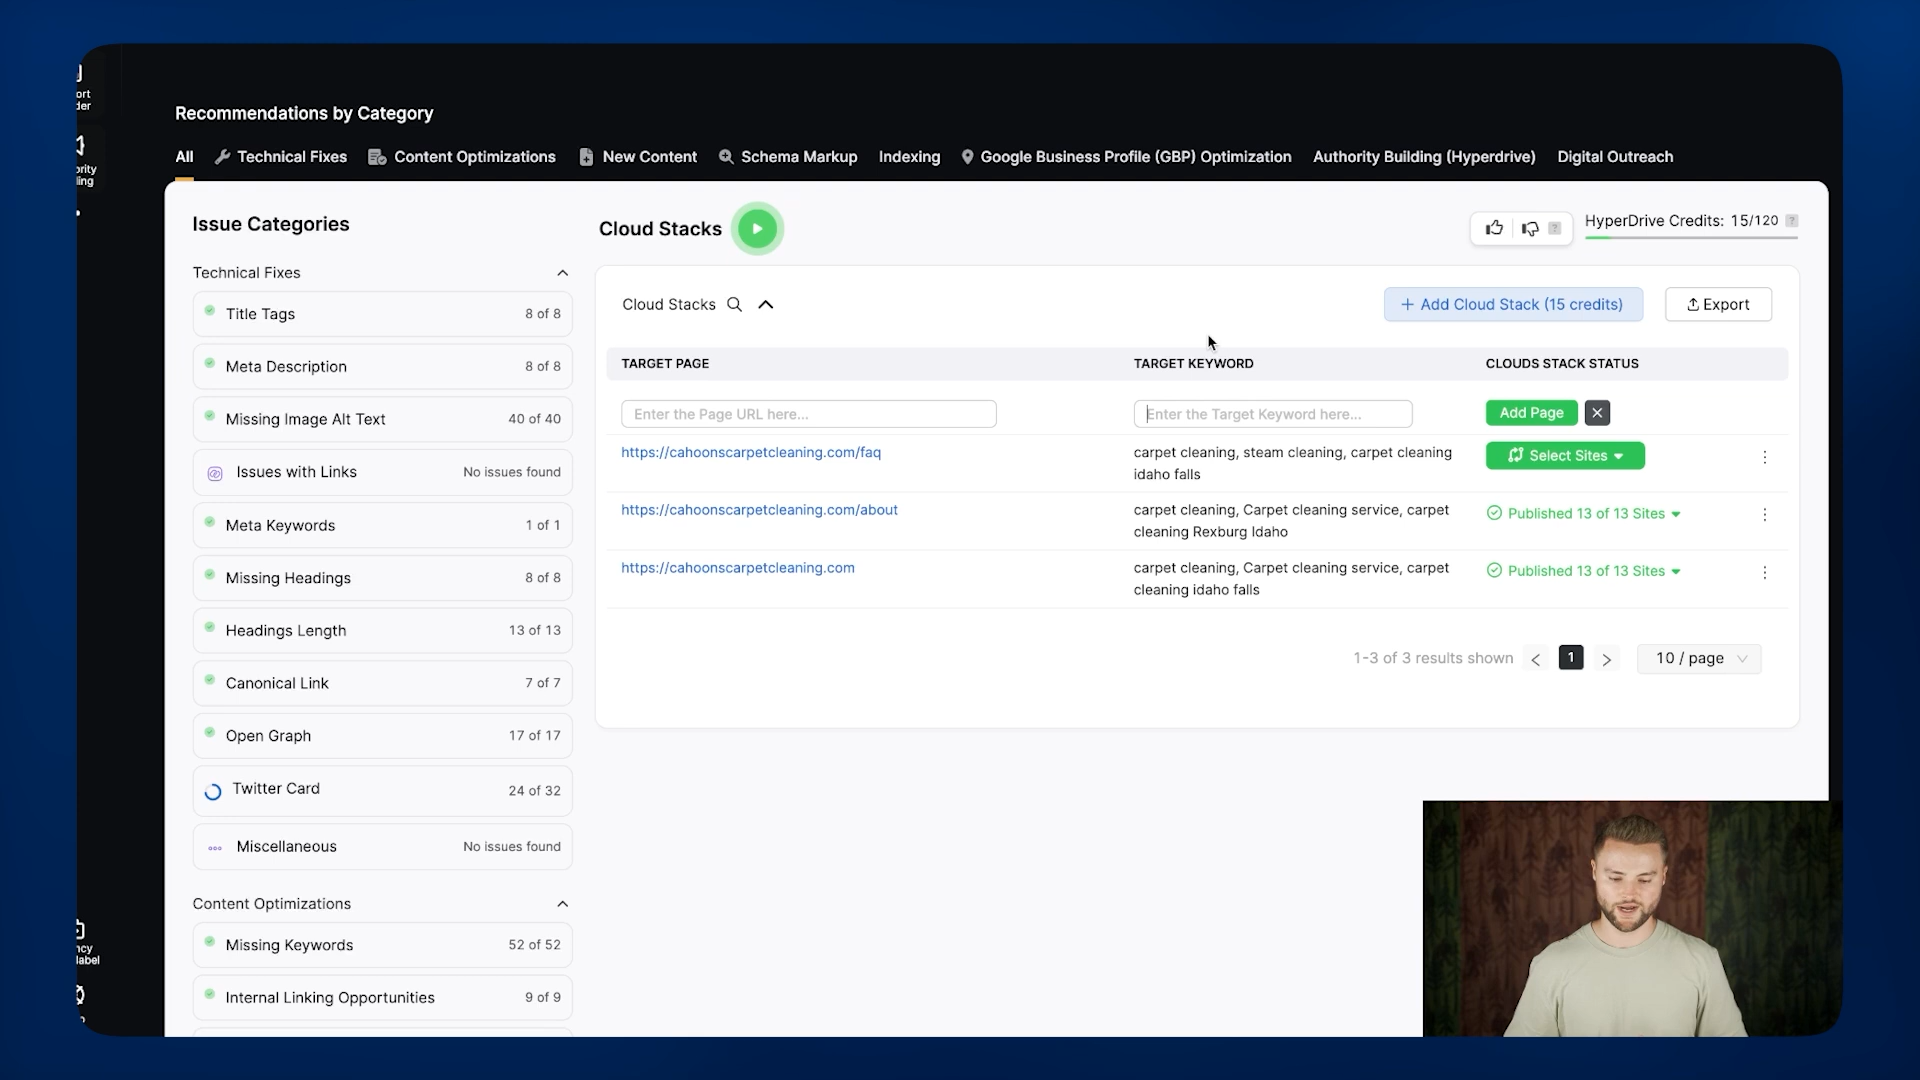 ort
der
Recommendations by Category
All
Technical Fixes
Content Optimizations
New Content
Schema Markup
Indexing
Google Business Profile (GBP) Optimization
Authority Building (Hyperdrive)
Digital Outreach
ority
ding
Issue Categories
Technical Fixes
Title Tags 8 of 8
Meta Description 8 of 8
Missing Image Alt Text 40 of 40
Issues with Links No issues found
Meta Keywords 1 of 1
Missing Headings 8 of 8
Headings Length 13 of 13
Canonical Link 7 of 7
Open Graph 17 of 17
Twitter Card 24 of 32
Miscellaneous No issues found
Content Optimizations
Missing Keywords 52 of 52
Internal Linking Opportunities 9 of 9
ncy
label
Cloud Stacks
HyperDrive Credits: 15/120 ?
?
Cloud Stacks
+ Add Cloud Stack (15 credits)
Export
TARGET PAGE TARGET KEYWORD CLOUDS STACK STATUS
Enter the Page URL here... Enter the Target Keyword here... Add Page
https://cahoonscarpetcleaning.com/faq
carpet cleaning, steam cleaning, carpet cleaning
idaho falls
Select Sites
https://cahoonscarpetcleaning.com/about
carpet cleaning, Carpet cleaning service, carpet
cleaning Rexburg Idaho
Published 13 of 13 Sites
https://cahoonscarpetcleaning.com
carpet cleaning, Carpet cleaning service, carpet
cleaning idaho falls
Published 13 of 13 Sites
1-3 of 3 results shown < 1 > 10 / page